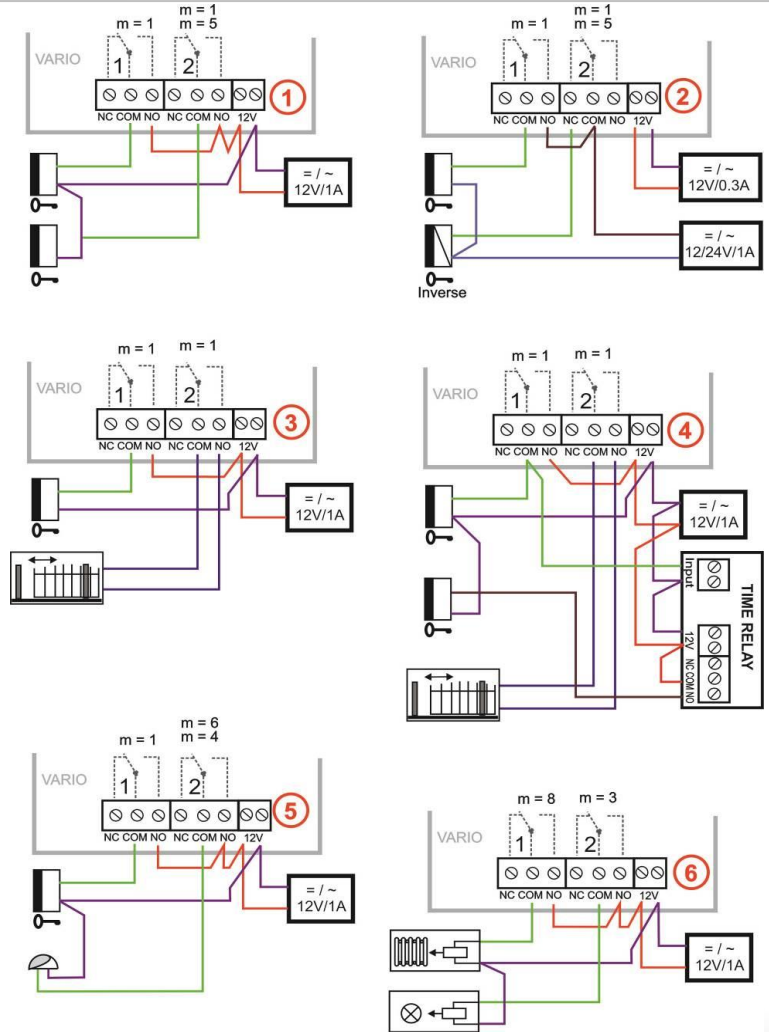 m = 1
m = 1
m = 5
VARIO
1
2
1
NC COM NO NC COM NO 12V
= / ~
12V/1A
m = 1
m = 1
m = 5
VARIO
1
2
2
NC COM NO NC COM NO 12V
= / ~
12V/0.3A
= / ~
12/24V/1A
Inverse
m = 1
m = 1
VARIO
1
2
3
NC COM NO NC COM NO 12V
= / ~
12V/1A
m = 1
m = 1
VARIO
1
2
4
NC COM NO NC COM NO 12V
= / ~
12V/1A
Input
TIME RELAY
12V
NC COM NO
m = 1
m = 6
m = 4
VARIO
1
2
5
NC COM NO NC COM NO 12V
= / ~
12V/1A
m = 8
m = 3
VARIO
1
2
6
NC COM NO NC COM NO 12V
= / ~
12V/1A